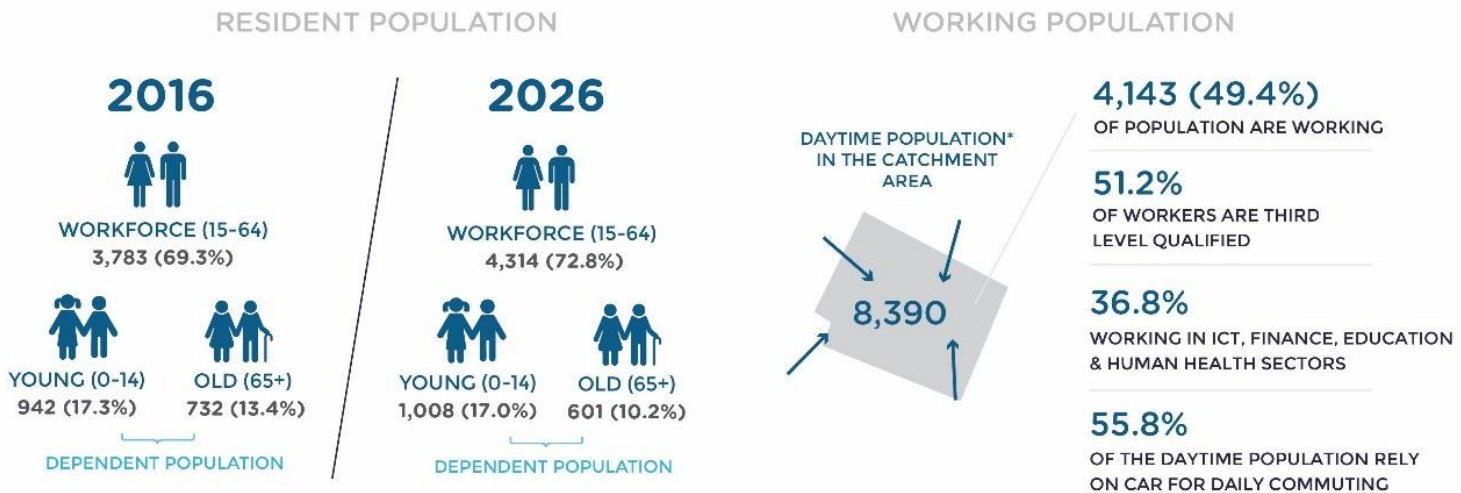 RESIDENT POPULATION
2016
WORKFORCE (15-64)
3,783 (69.3%)
YOUNG (0-14)
942 (17.3%)
OLD (65+)
732 (13.4%)
DEPENDENT POPULATION
2026
WORKFORCE (15-64)
4,314 (72.8%)
YOUNG (0-14)
1,008 (17.0%)
OLD (65+)
601 (10.2%)
DEPENDENT POPULATION
WORKING POPULATION
DAYTIME POPULATION*
IN THE CATCHMENT
AREA
8,390
4,143 (49.4%)
OF POPULATION ARE WORKING
51.2%
OF WORKERS ARE THIRD
LEVEL QUALIFIED
36.8%
WORKING IN ICT, FINANCE, EDUCATION
& HUMAN HEALTH SECTORS
55.8%
OF THE DAYTIME POPULATION RELY
ON CAR FOR DAILY COMMUTING